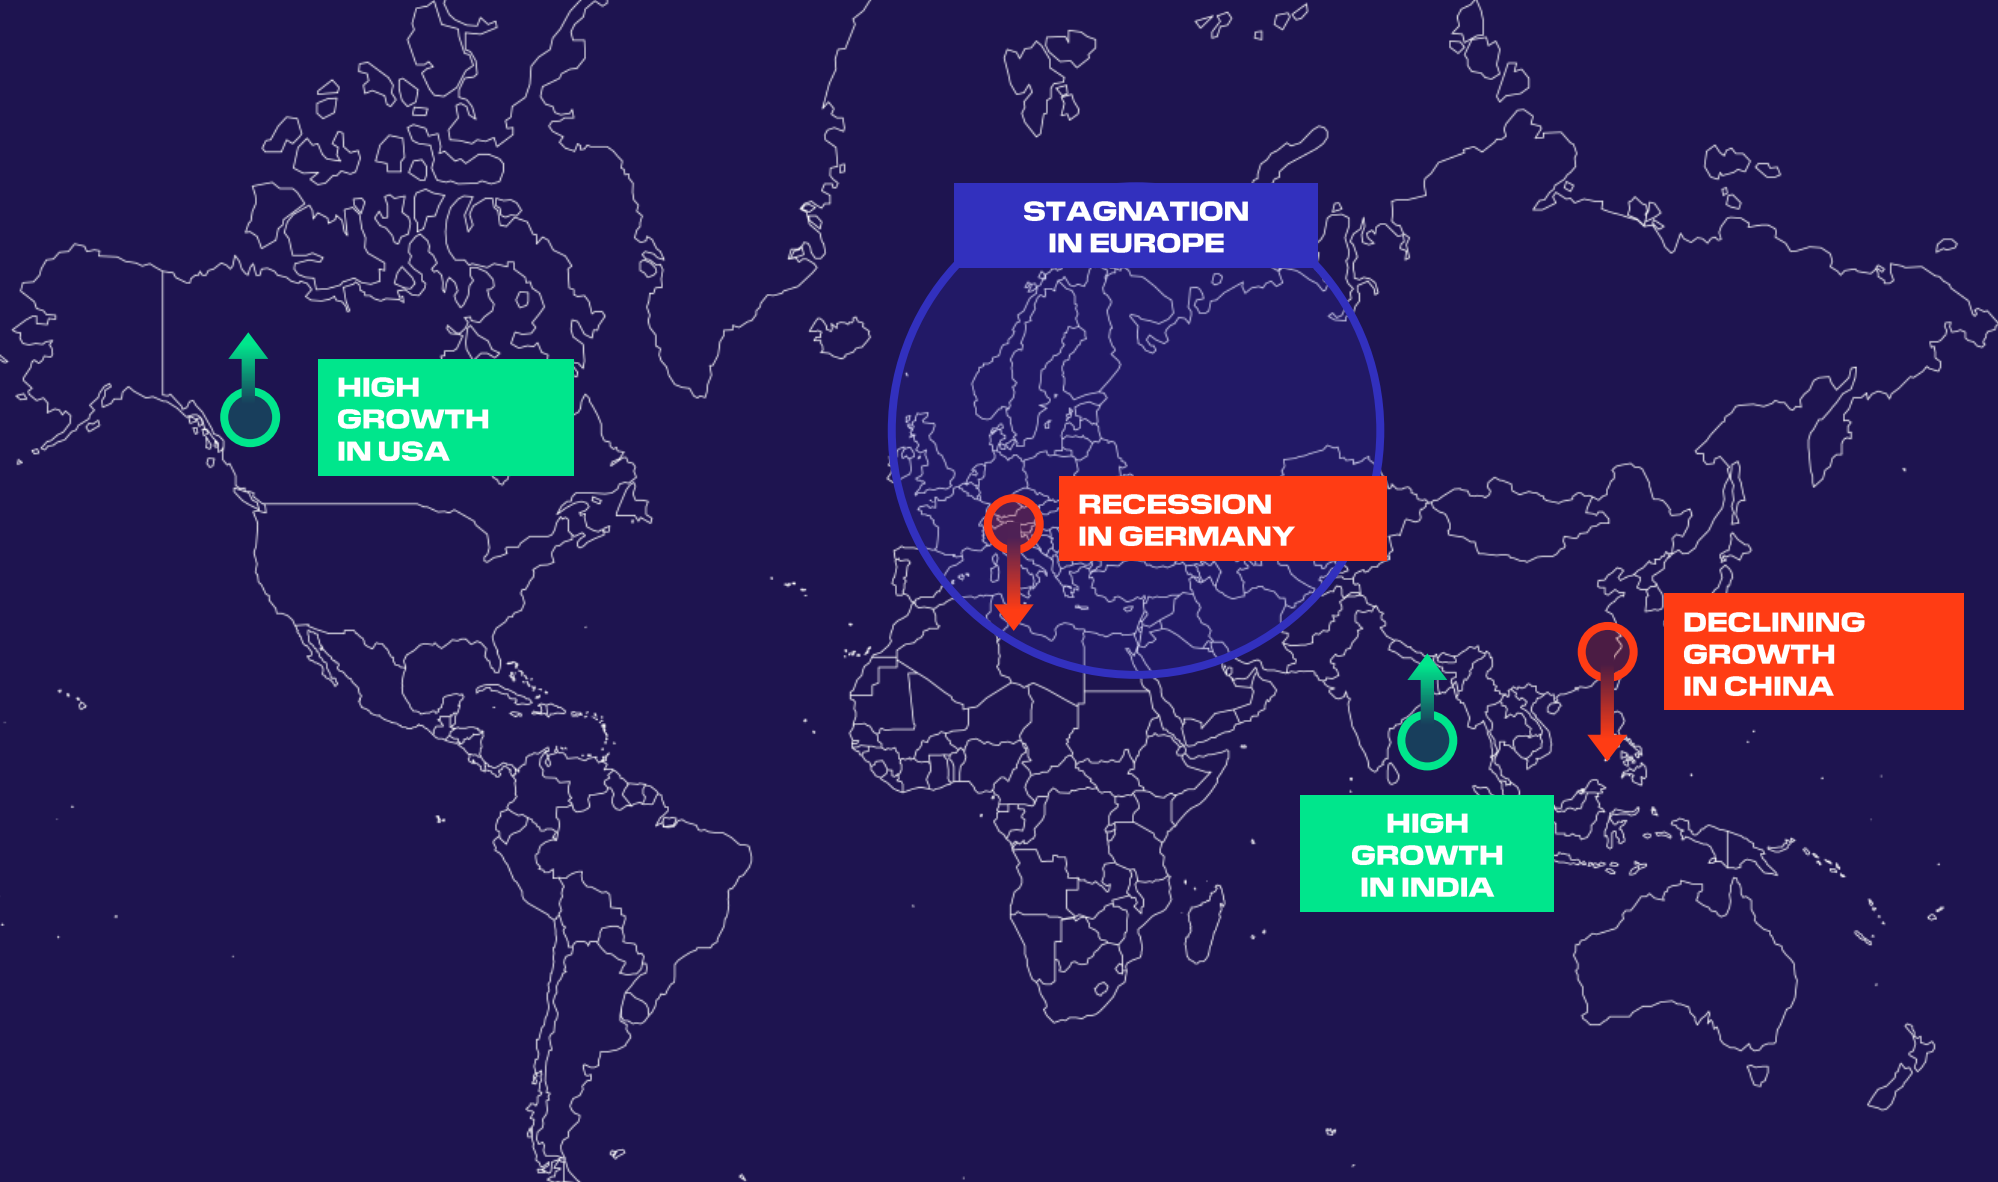 STAGNATION
IN EUROPE
HIGH
GROWTH
IN USA
RECESSION
IN GERMANY
DECLINING
GROWTH
IN CHINA
HIGH
GROWTH
IN INDIA